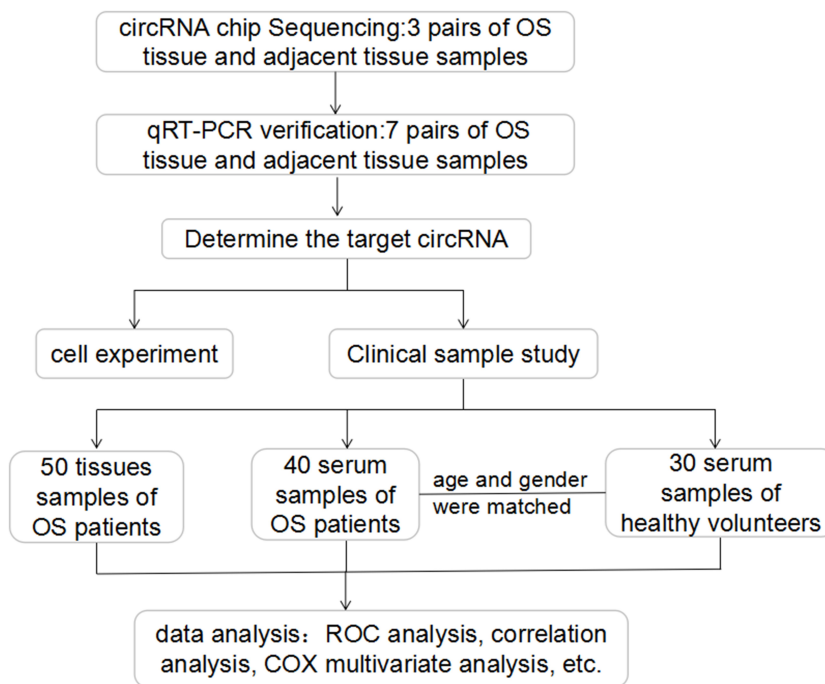 circRNA chip Sequencing:3 pairs of OS
tissue and adjacent tissue samples
qRT-PCR verification:7 pairs of OS
tissue and adjacent tissue samples
Determine the target circRNA
cell experiment
Clinical sample study
50 tissues
samples of
OS patients
40 serum
samples of
OS patients
age and gender
were matched
30 serum
samples of
healthy volunteers
data analysis：ROC analysis, correlation
analysis, COX multivariate analysis, etc.